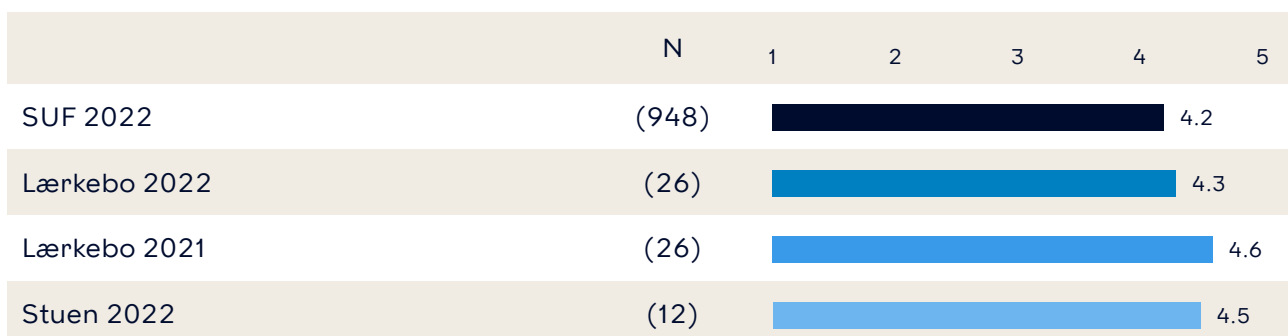 N 1 2 3 4 5
SUF 2022 (948) 4.2
Lærkebo 2022 (26) 4.3
Lærkebo 2021 (26) 4.6
Stuen 2022 (12) 4.5